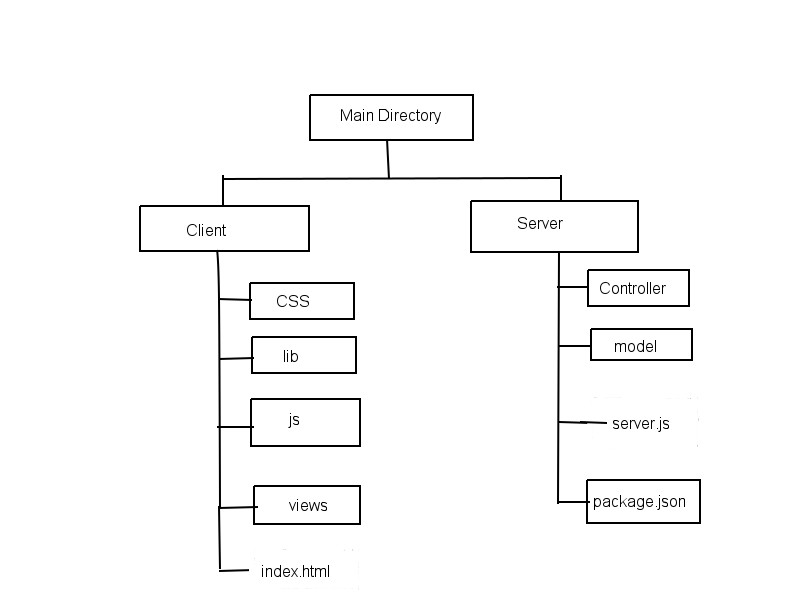 Main Directory
Client
CSS
lib
js
views
index.html
Server
Controller
model
server.js
package.json